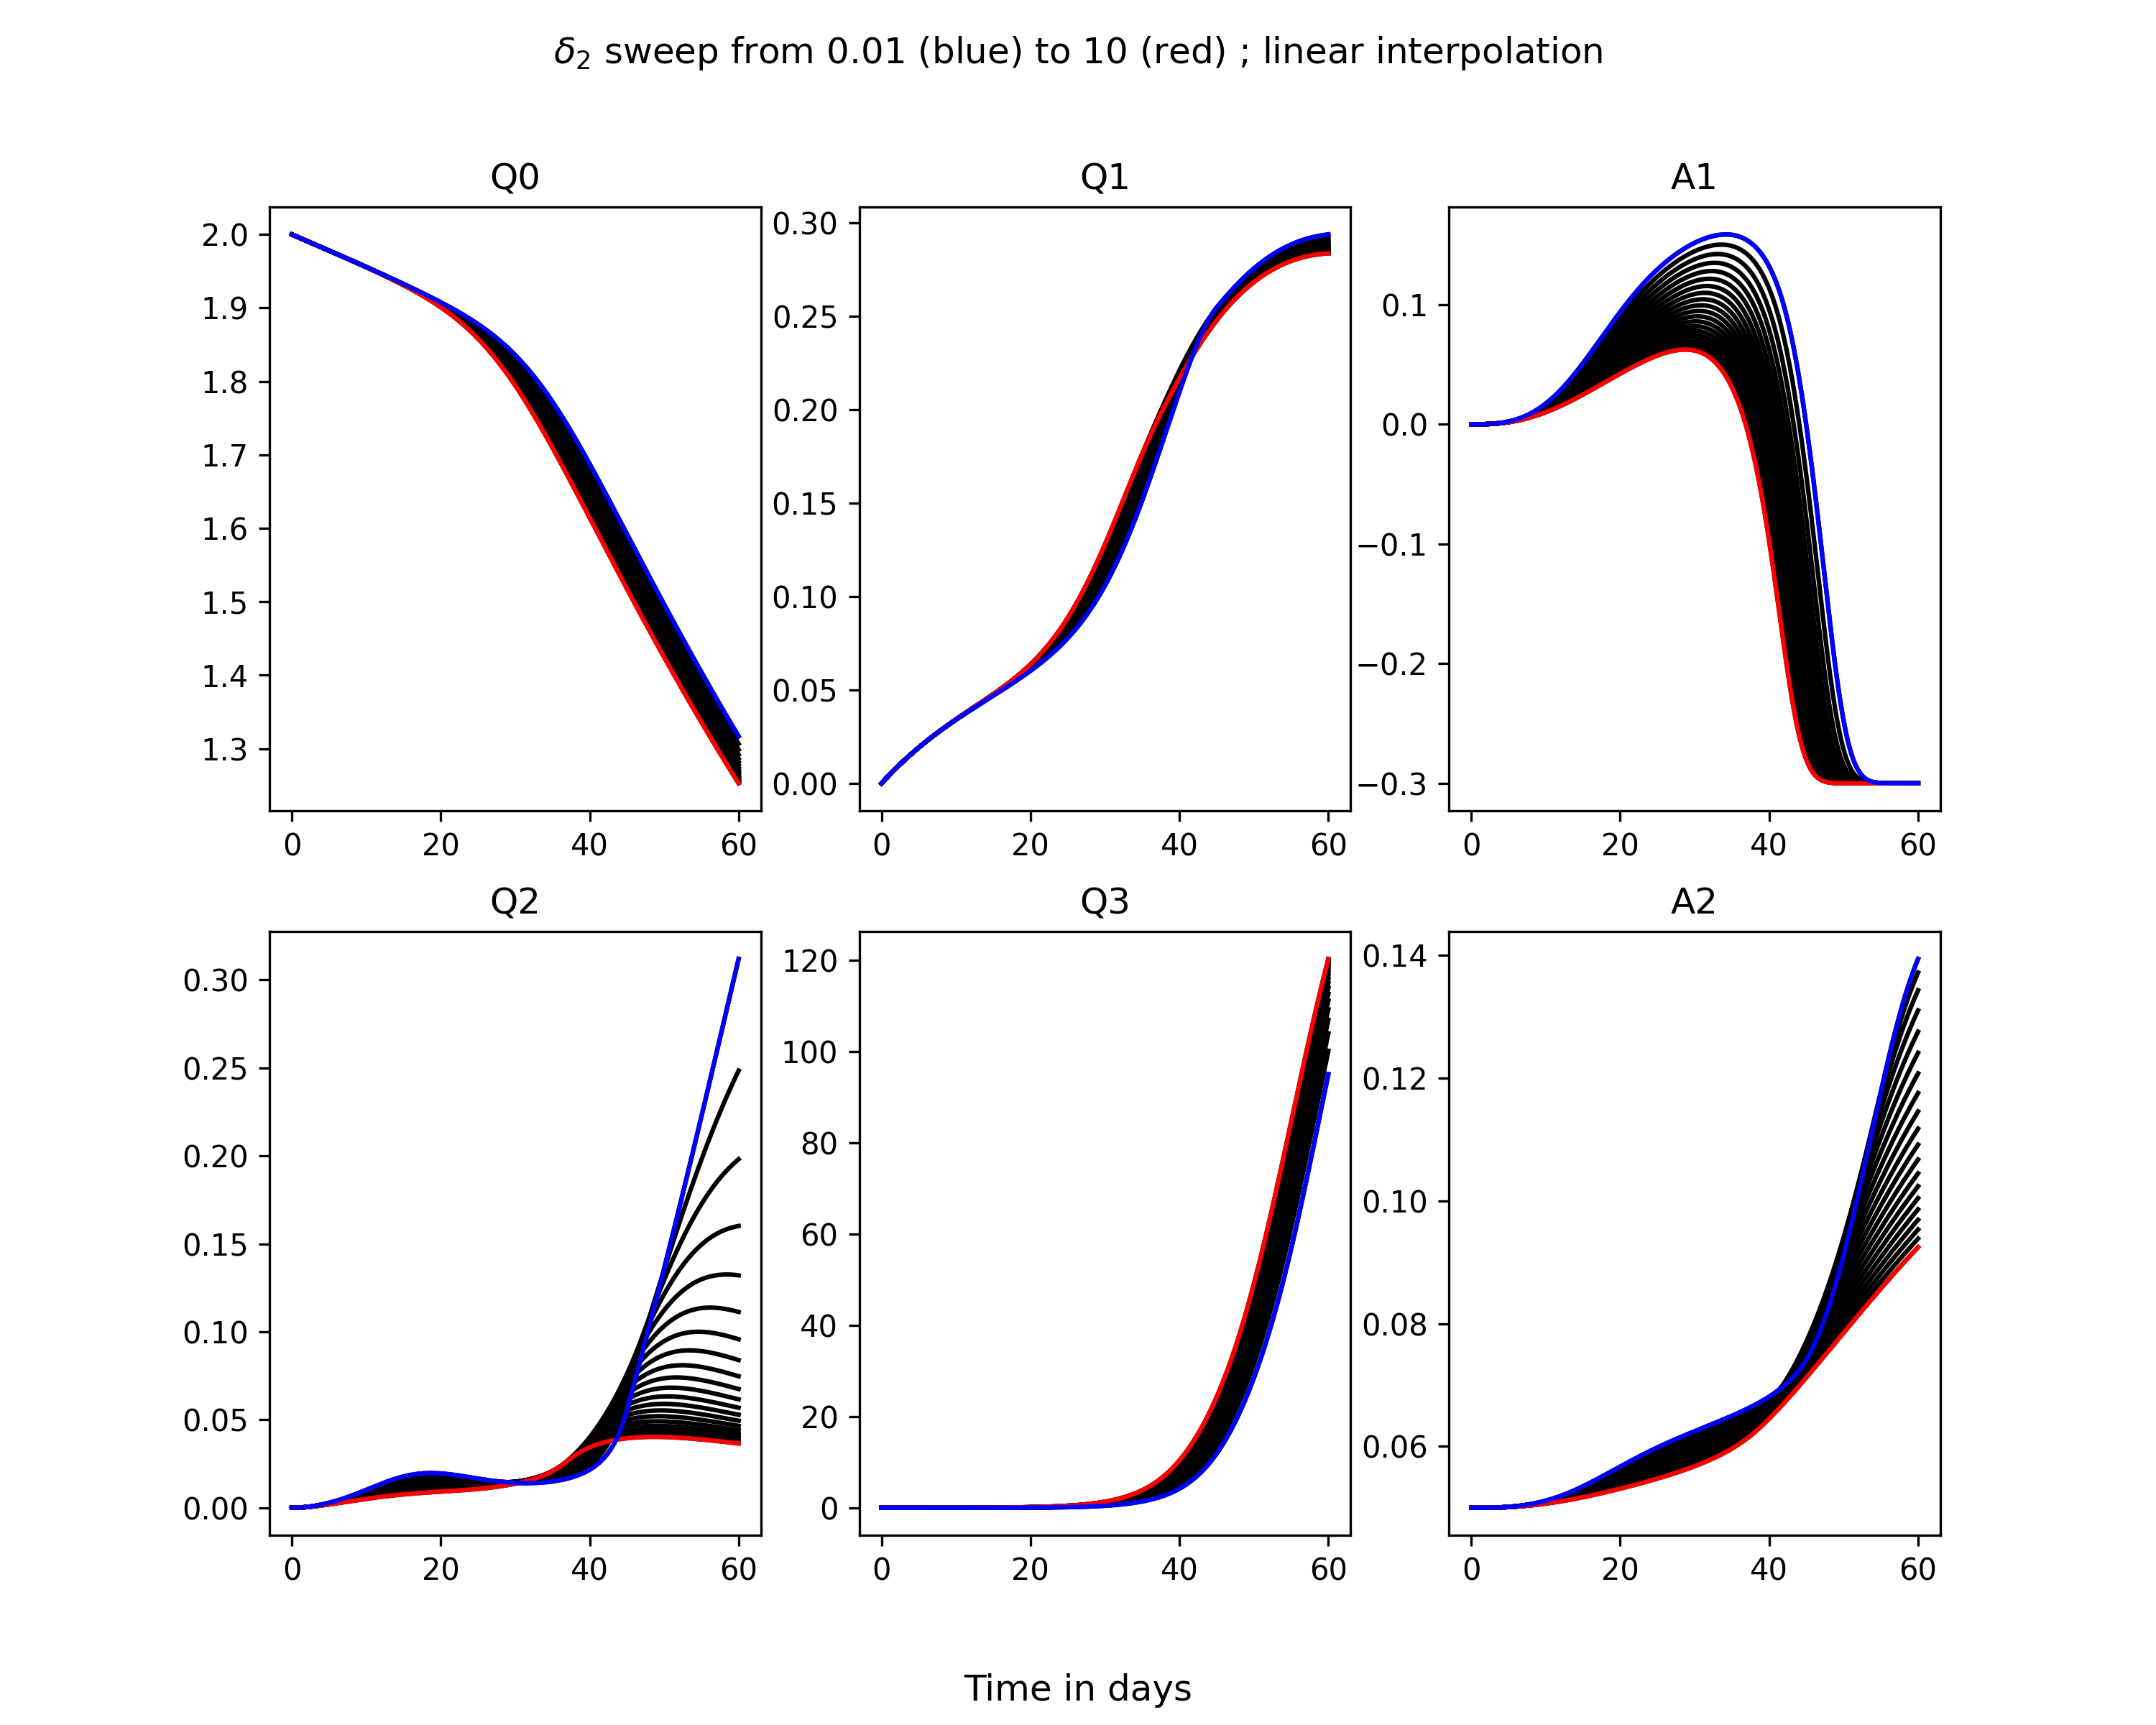 δ₂ sweep from 0.01 (blue) to 10 (red) ; linear interpolation
Q0
2.0
1.9
1.8
1.7
1.6
1.5
1.4
1.3
0 20 40 60
Q1
0.30
0.25
0.20
0.15
0.10
0.05
0.00
0 20 40 60
A1
0.1
0.0
−0.1
−0.2
−0.3
0 20 40 60
Q2
0.30
0.25
0.20
0.15
0.10
0.05
0.00
0 20 40 60
Q3
120
100
80
60
40
20
0
0 20 40 60
A2
0.14
0.12
0.10
0.08
0.06
0 20 40 60
Time in days